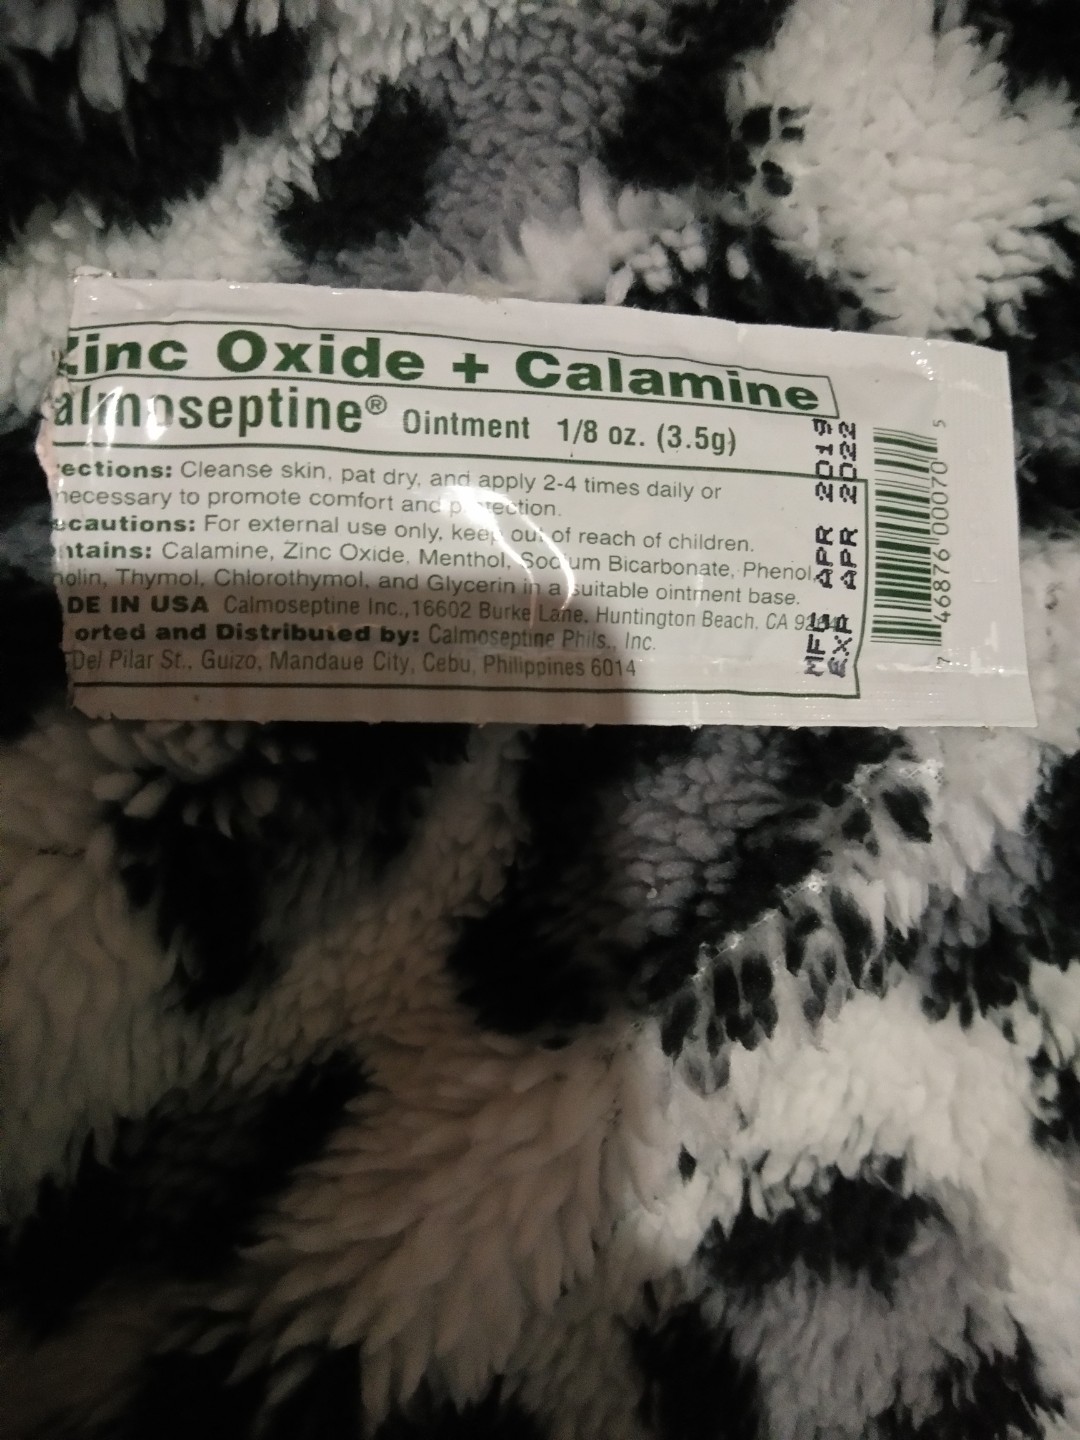 Zinc Oxide + Calamine
almoseptine® Ointment 1/8 oz. (3.5g)
ections: Cleanse skin, pat dry, and apply 2-4 times daily or
necessary to promote comfort and protection.
ecautions: For external use only, keep out of reach of children.
ntains: Calamine, Zinc Oxide, Menthol, Sodium Bicarbonate, Phenol,
nolin, Thymol, Chlorothymol, and Glycerin in a suitable ointment base.
DE IN USA Calmoseptine Inc.,16602 Burke Lane, Huntington Beach, CA
orted and Distributed by: Calmoseptine Phils., Inc.
Del Pilar St., Guizo, Mandaue City, Cebu, Philippines 6014
MFG APR 2019
EXP APR 2022
7 46876 00070 5